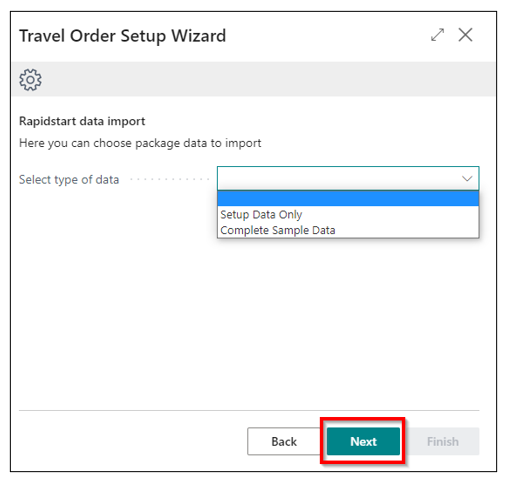 Travel Order Setup Wizard
Rapidstart data import
Here you can choose package data to import
Select type of data
Setup Data Only
Complete Sample Data
Back Next Finish